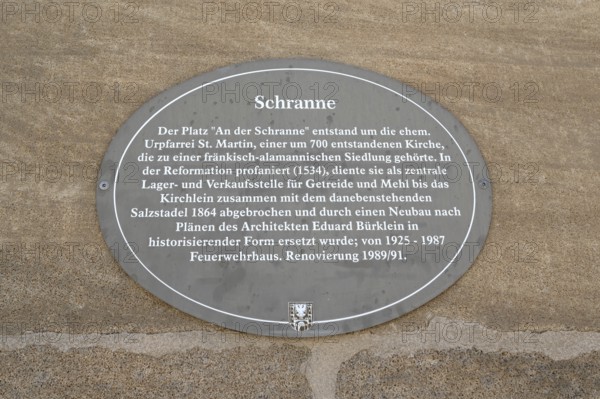 Schranne
Der Platz "An der Schranne" entstand um die ehem.
Urpfarrei St. Martin, einer um 700 entstandenen Kirche,
die zu einer fränkisch-alamannischen Siedlung gehörte. In
der Reformation profaniert (1534), diente sie als zentrale
Lager- und Verkaufsstelle für Getreide und Mehl bis das
Kirchlein zusammen mit dem danebenstehenden
Salzstadel 1864 abgebrochen und durch einen Neubau nach
Plänen des Architekten Eduard Bürklein in
historisierender Form ersetzt wurde; von 1925 - 1987
Feuerwehrhaus. Renovierung 1989/91.